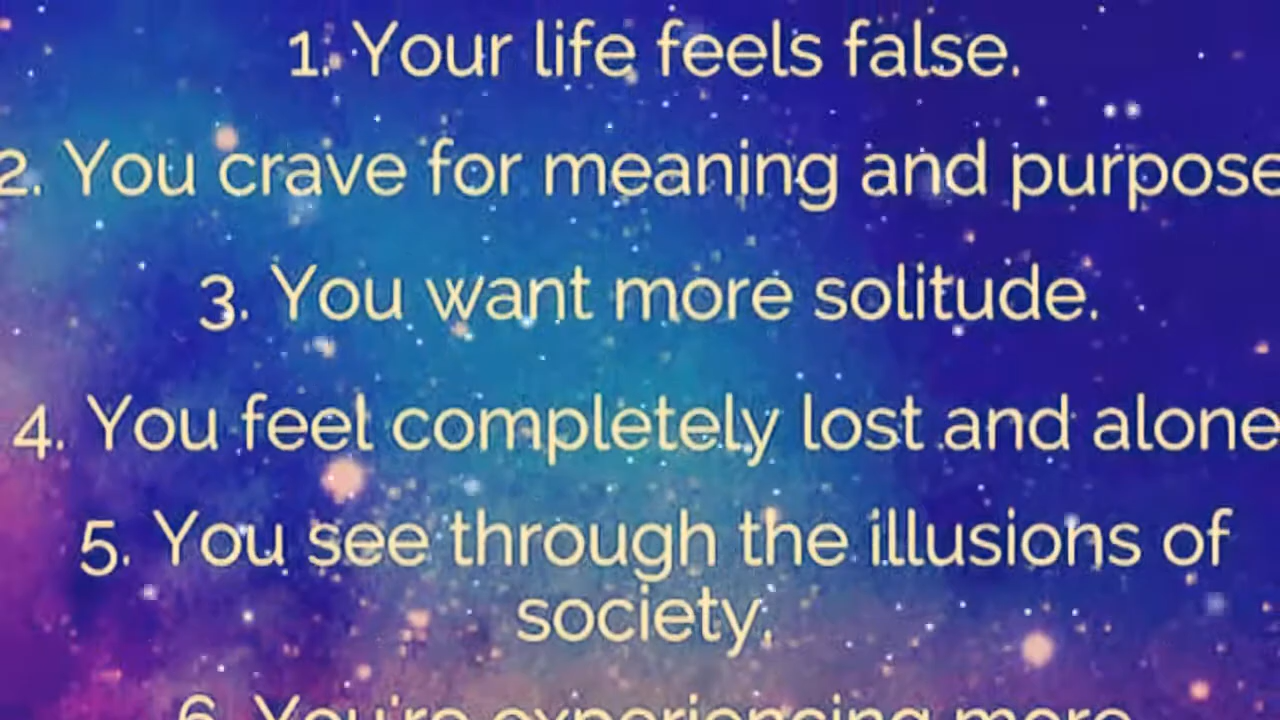 1. Your life feels false.
2. You crave for meaning and purpose
3. You want more solitude.
4. You feel completely lost and alone
5. You see through the illusions of
society.
6. You're experiencing more